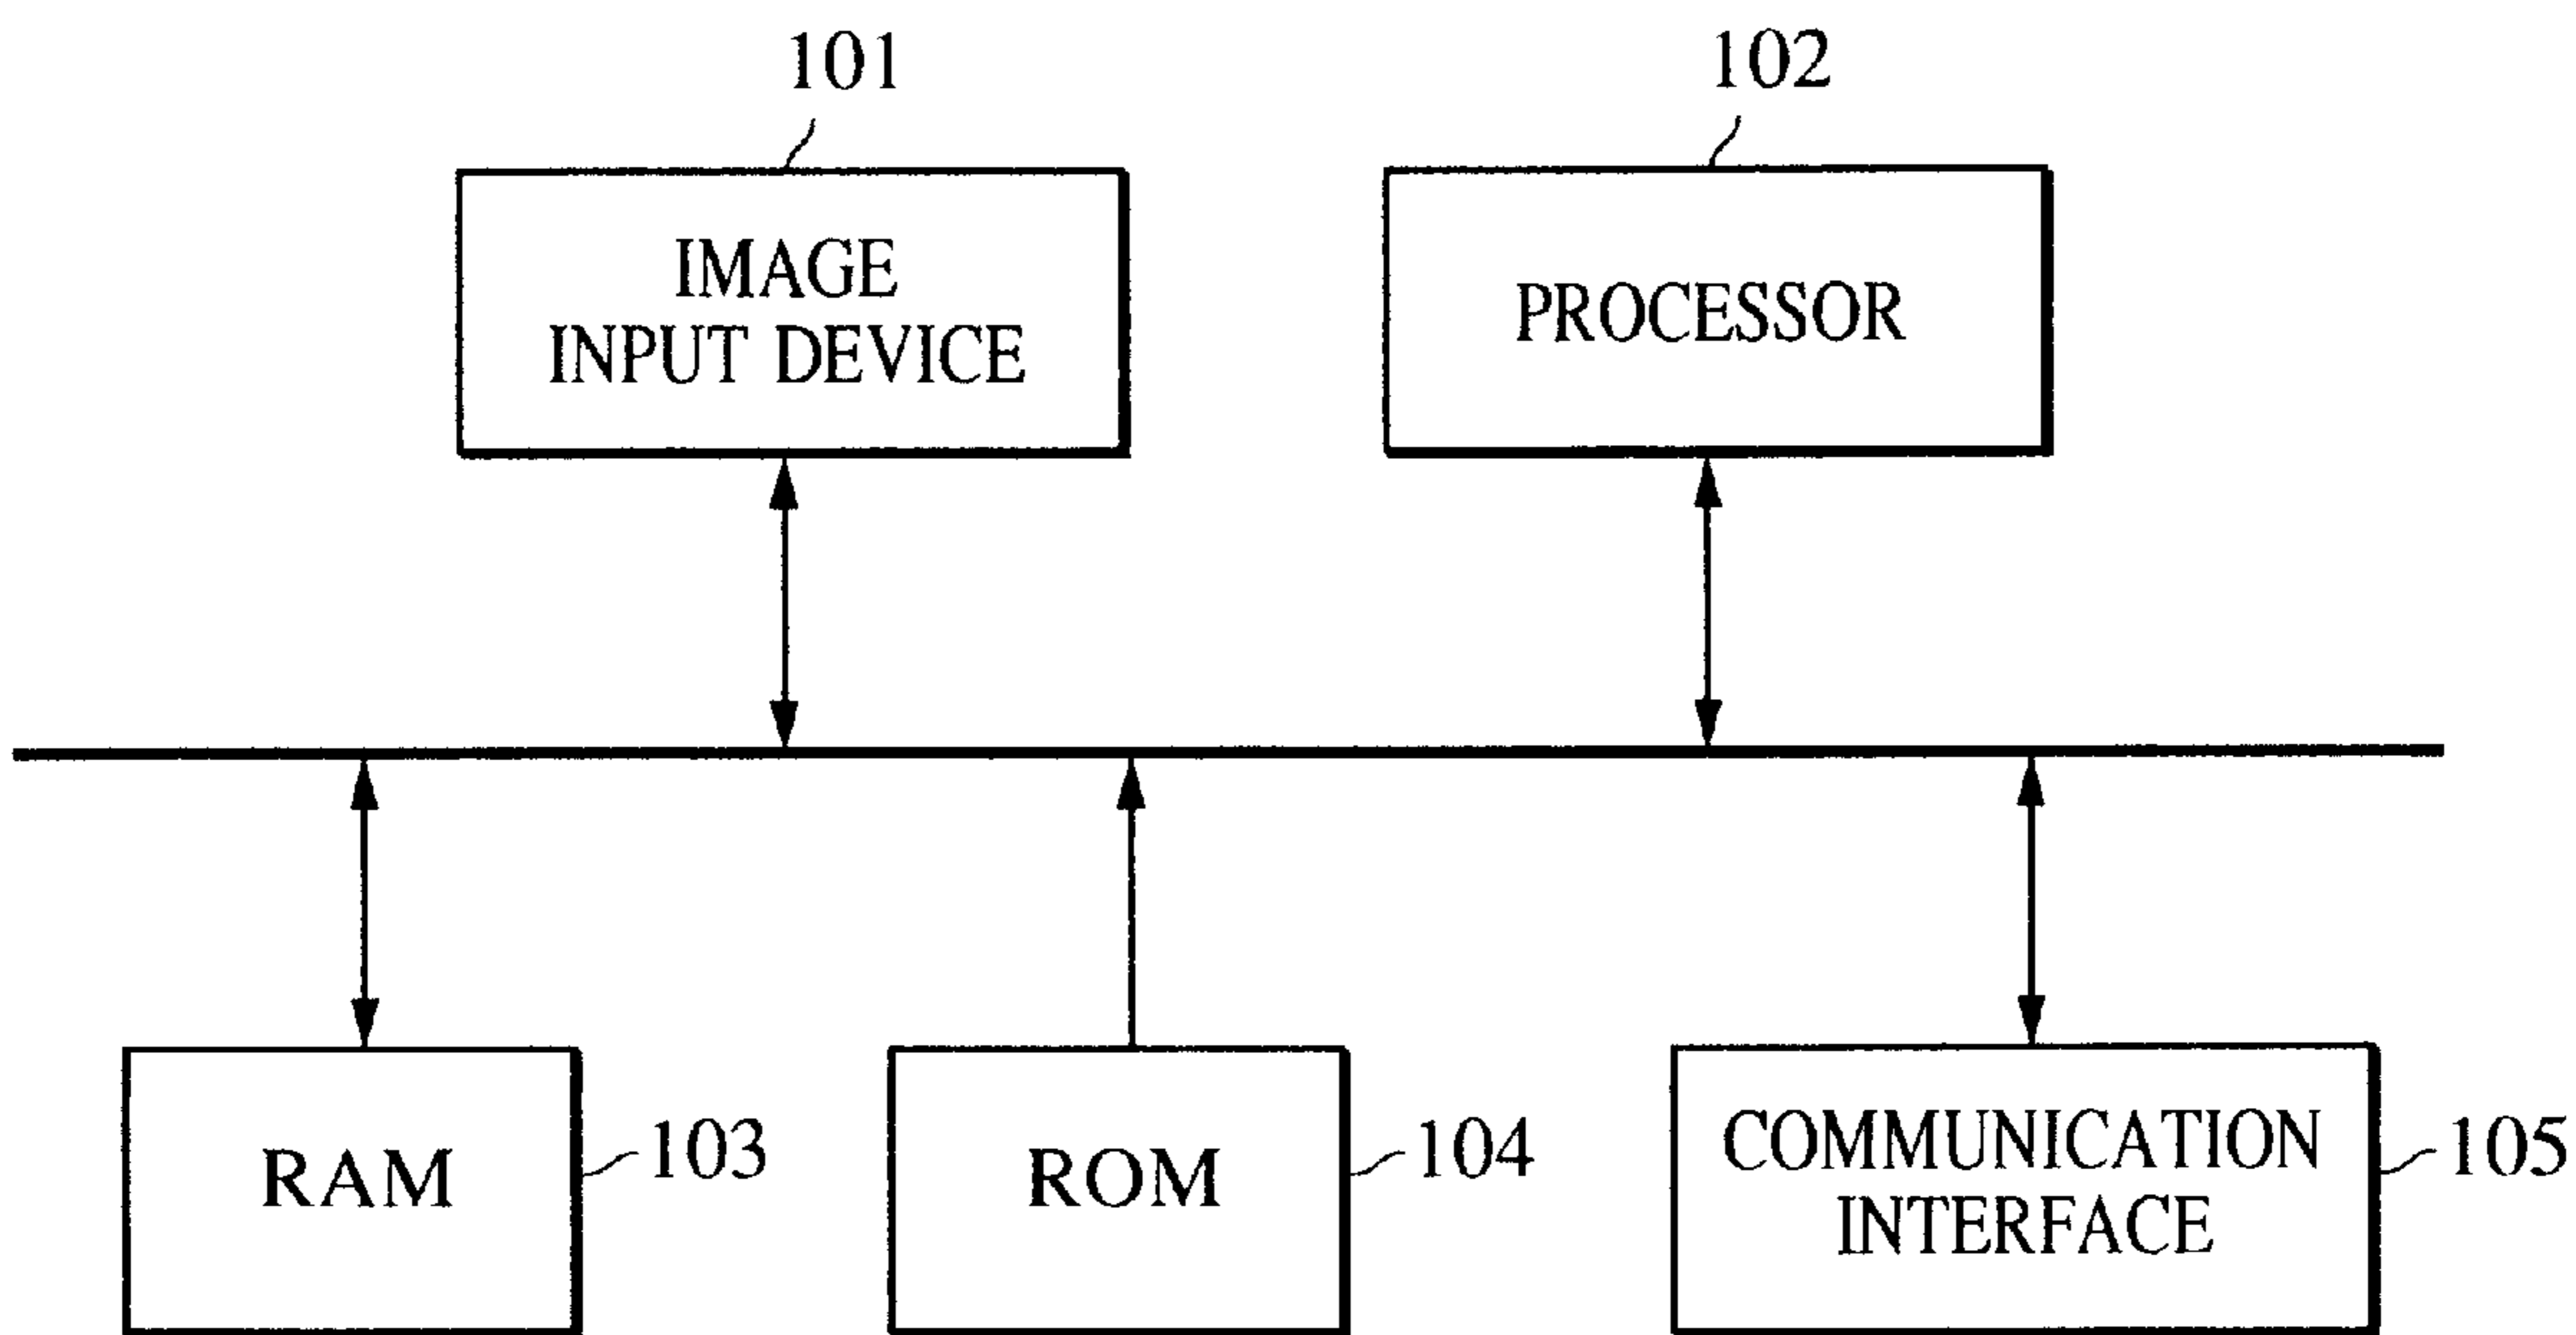 101
102
IMAGE
INPUT DEVICE
PROCESSOR
RAM
103
ROM
104
COMMUNICATION
INTERFACE
105